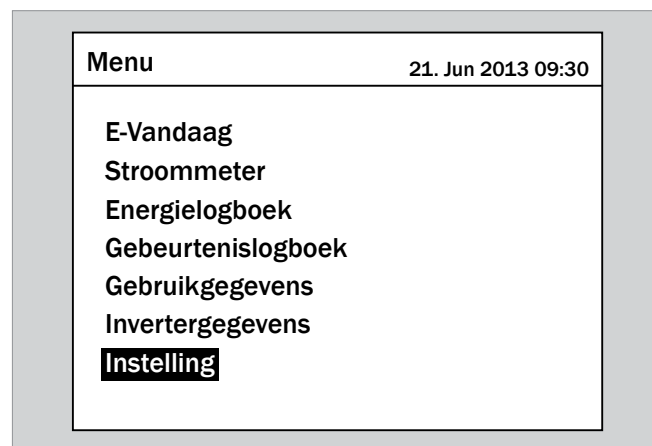 Menu 21. Jun 2013 09:30
E-Vandaag
Stroommeter
Energielogboek
Gebeurtenislogboek
Gebruikgegevens
Invertergegevens
Instelling